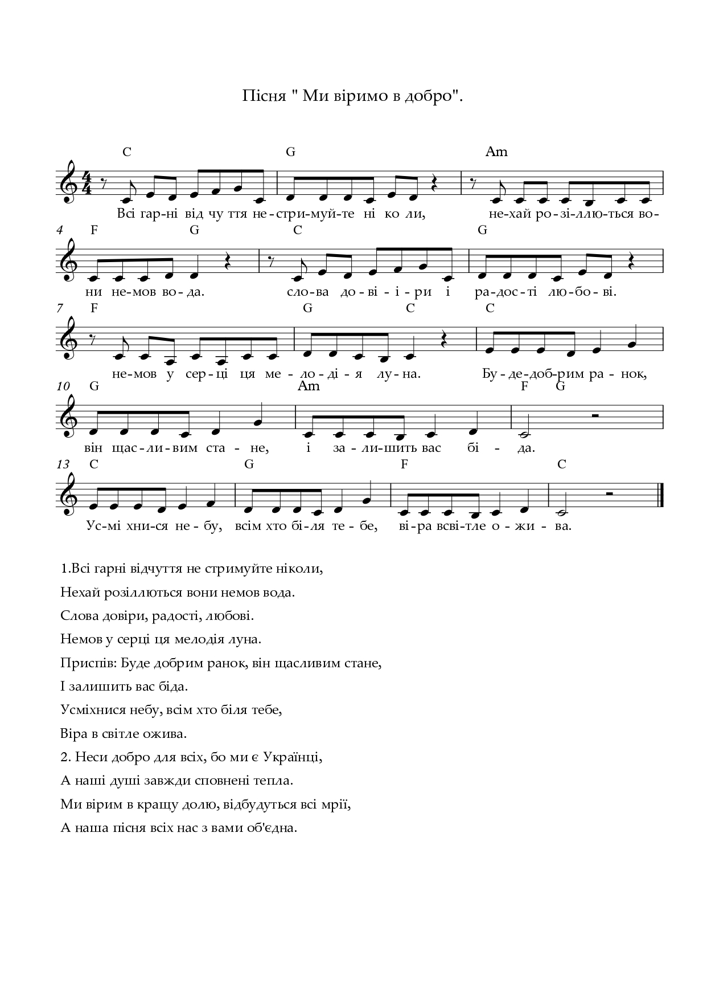 Пісня " Ми віримо в добро".
C G Am
Всі гар-ні від чу ття не-стри-муй-те ні ко ли, не-хай ро-зі-ллю-ться во-
4 F G C G
ни не-мов во-да. сло-ва до-ві-і-ри і ра-дос-ті лю-бо-ві.
7 F G C C
не-мов у сер-ці ця ме-ло-ді-я лу-на. Бу-де-доб-рим ра-нок,
10 G Am F G
він щас-ли-вим ста-не, і за-ли-шить вас бі-да.
13 C G F C
Ус-мі хни-ся не-бу, всім хто бі-ля те-бе, ві-ра всві-тле о-жи-ва.
1.Всі гарні відчуття не стримуйте ніколи,
Нехай розіллються вони немов вода.
Слова довіри, радості, любові.
Немов у серці ця мелодія луна.
Приспів: Буде добрим ранок, він щасливим стане,
І залишить вас біда.
Усміхнися небу, всім хто біля тебе,
Віра в світле ожива.
2. Неси добро для всіх, бо ми є Українці,
А наші душі завжди сповнені тепла.
Ми вірим в кращу долю, відбудуться всі мрії,
А наша пісня всіх нас з вами об'єдна.